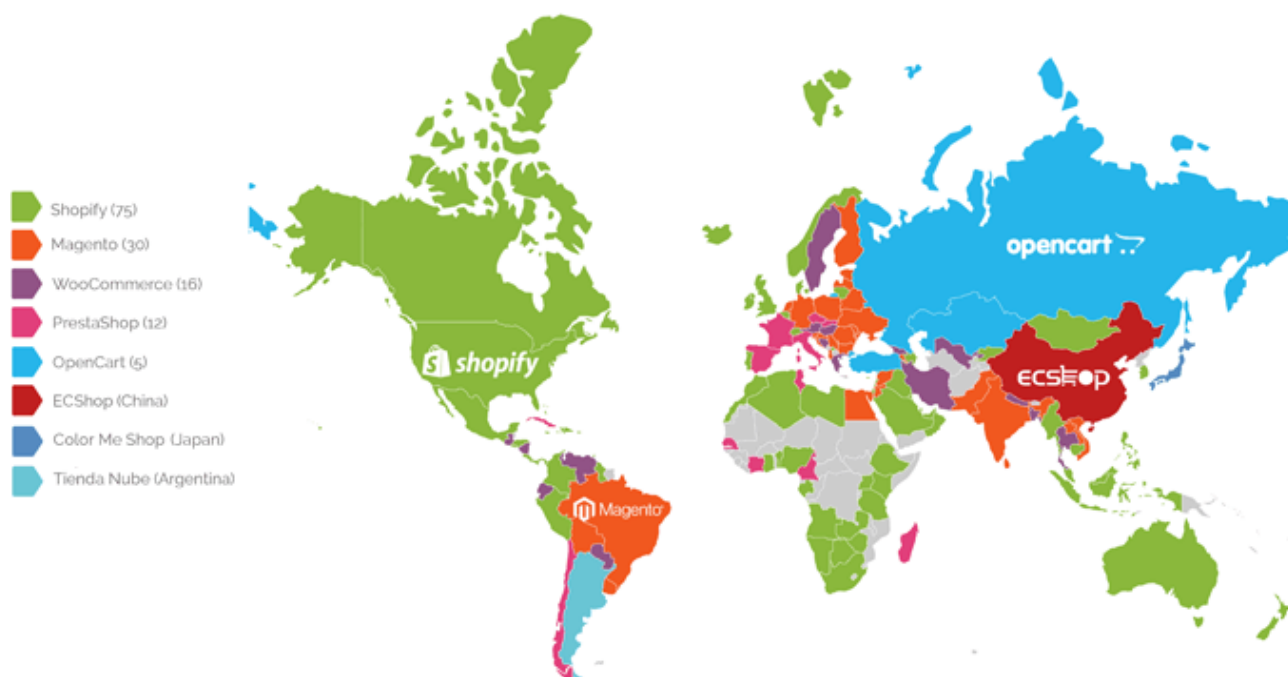 Shopify (75)
Magento (30)
WooCommerce (16)
PrestaShop (12)
OpenCart (5)
ECShop (China)
Color Me Shop (Japan)
Tienda Nube (Argentina)
opencart
shopify
ecshop
Magento